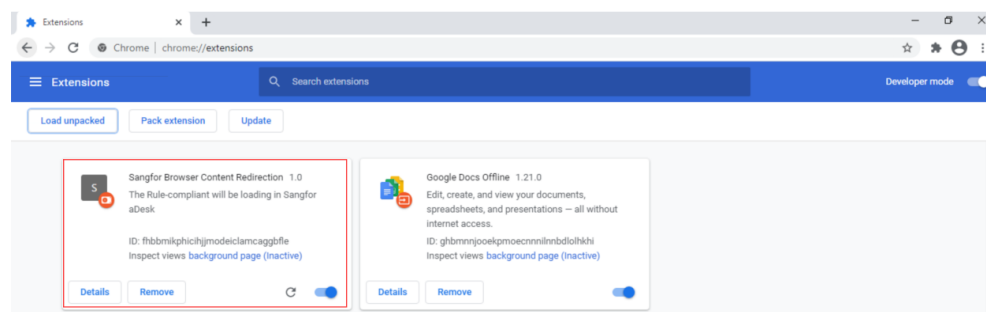 Extensions
Chrome | chrome://extensions
Extensions
Search extensions
Developer mode
Load unpacked
Pack extension
Update
S
Sangfor Browser Content Redirection 1.0
The Rule-compliant will be loading in Sangfor
aDesk
ID: fhbbmikphicihjjmodeiclamcaggbfle
Inspect views background page (Inactive)
Details
Remove
Google Docs Offline 1.21.0
Edit, create, and view your documents,
spreadsheets, and presentations — all without
internet access.
ID: ghbmnnjooekpmoecnnnilnnbdlolhkhi
Inspect views background page (Inactive)
Details
Remove